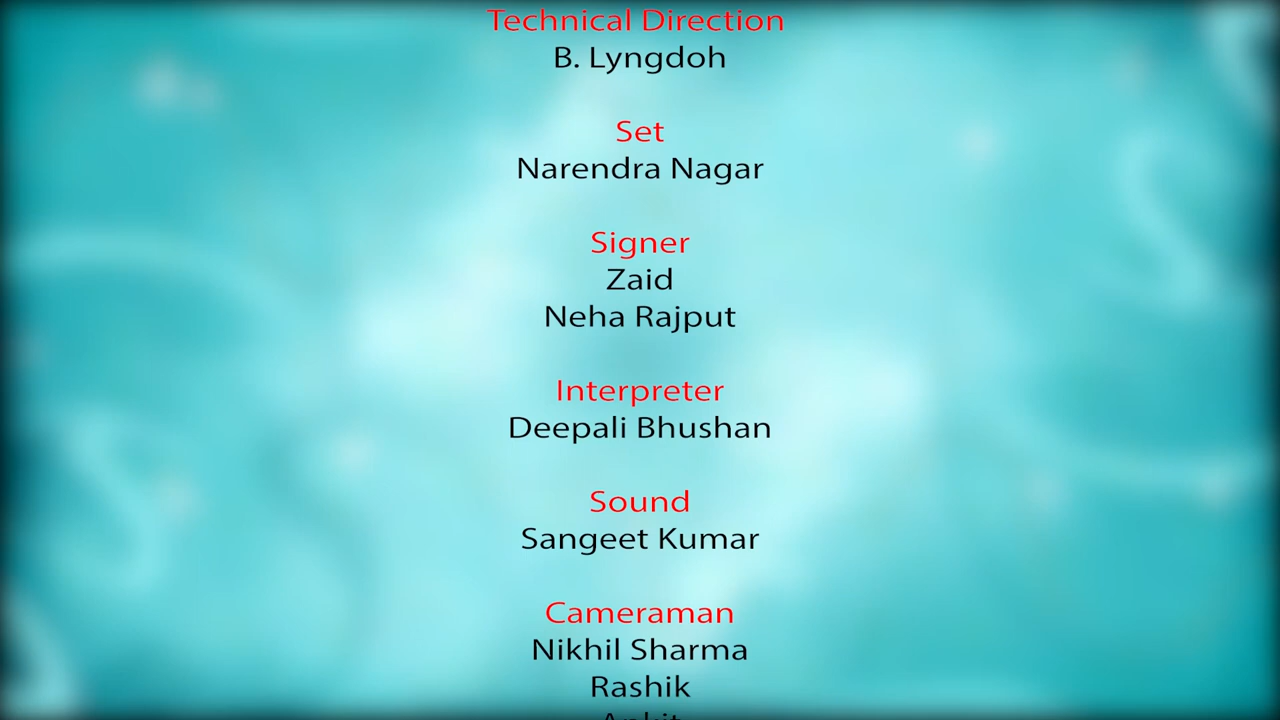 Technical Direction
B. Lyngdoh
Set
Narendra Nagar
Signer
Zaid
Neha Rajput
Interpreter
Deepali Bhushan
Sound
Sangeet Kumar
Cameraman
Nikhil Sharma
Rashik